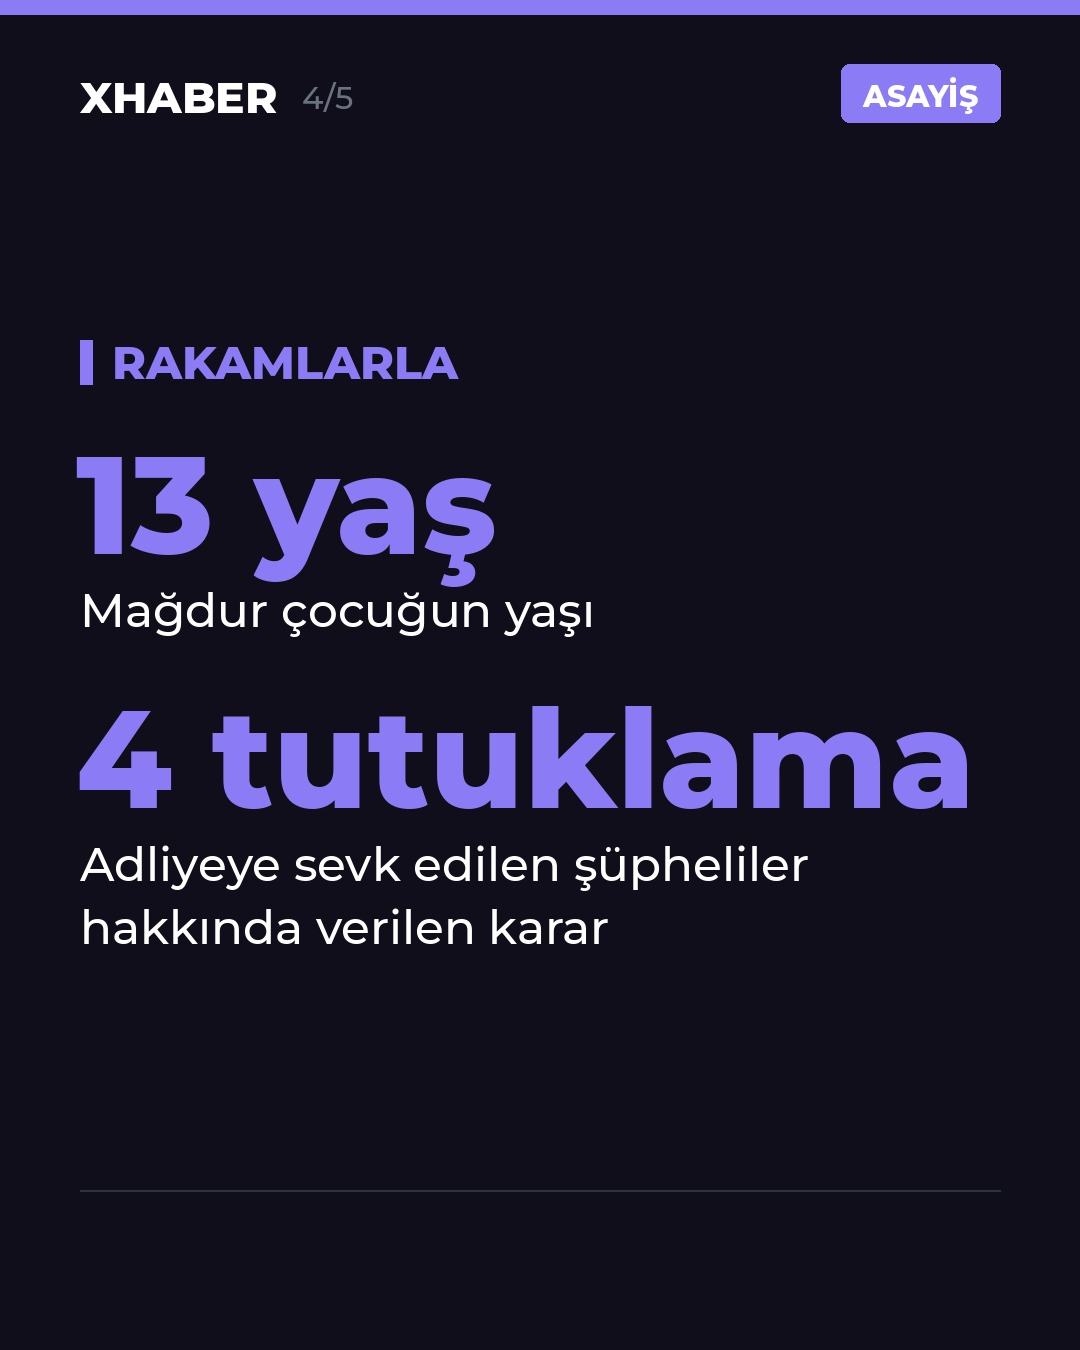 XHABER 4/5
ASAYİŞ
RAKAMLARLA
13 yaş
Mağdur çocuğun yaşı
4 tutuklama
Adliyeye sevk edilen şüpheliler
hakkında verilen karar